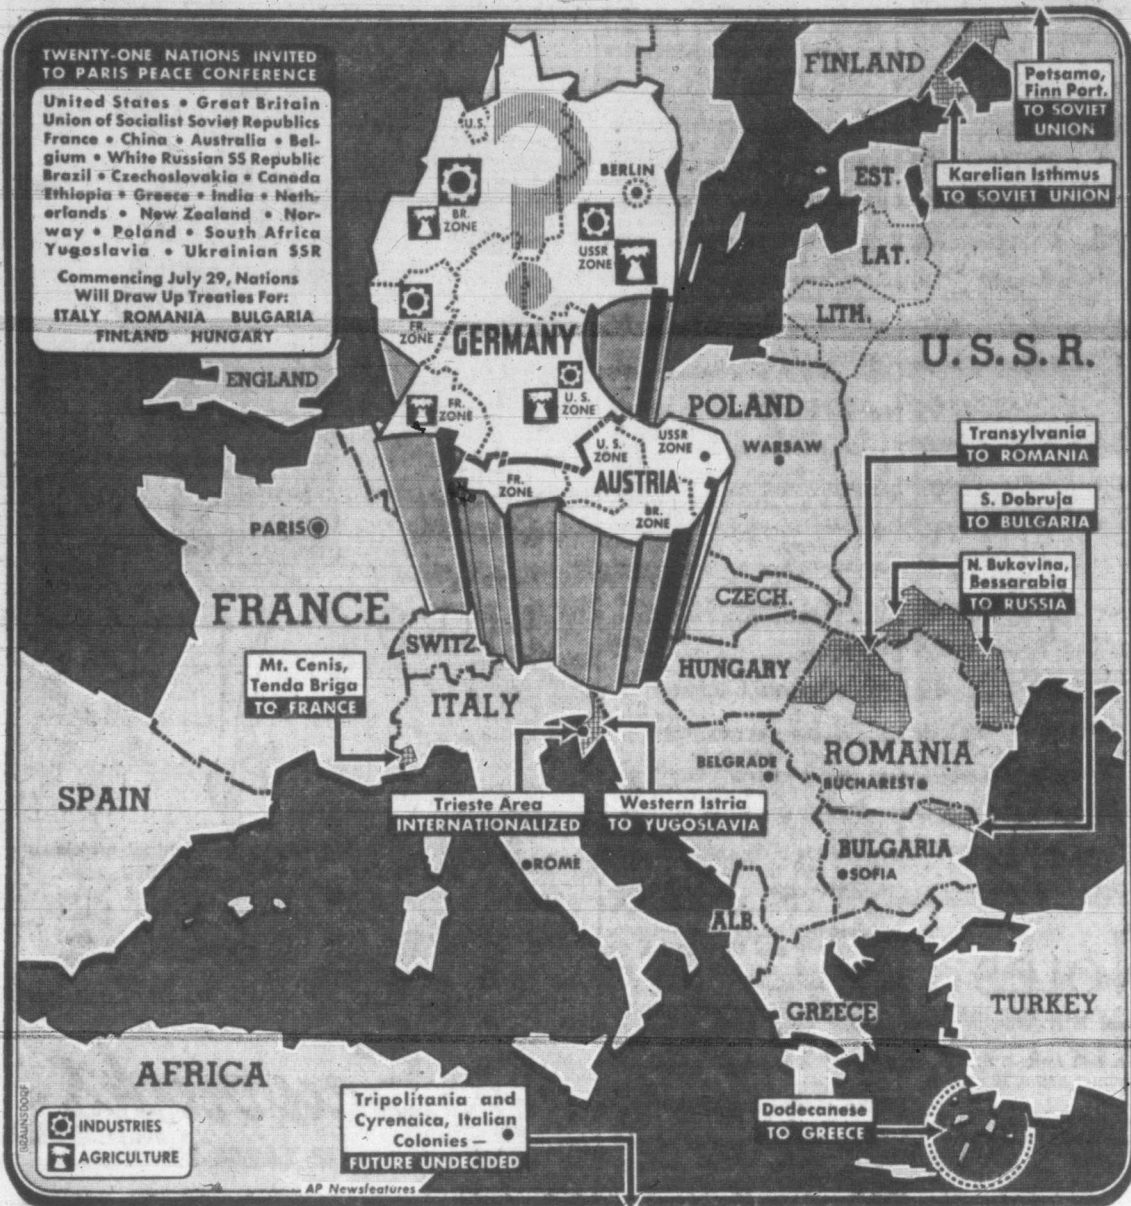 TWENTY-ONE NATIONS INVITED
TO PARIS PEACE CONFERENCE
United States • Great Britain
Union of Socialist Soviet Republics
France • China • Australia • Bel-
gium • White Russian SS Republic
Brazil • Czechoslovakia • Canada
Ethiopia • Greece • India • Neth-
erlands • New Zealand • Nor-
way • Poland • South Africa
Yugoslavia • Ukrainian SSR
Commencing July 29, Nations
Will Draw Up Treaties For:
ITALY ROMANIA BULGARIA
FINLAND HUNGARY
FINLAND
Petsamo,
Finn Port.
TO SOVIET
UNION
Karelian Isthmus
TO SOVIET UNION
EST.
LAT.
LITH.
U.S.S.R.
U.S.
?
BERLIN
BR.
ZONE
USSR
ZONE
FR.
ZONE
GERMANY
FR.
ZONE
U. S.
ZONE
ENGLAND
POLAND
WARSAW
U. S.
ZONE
USSR
ZONE
FR.
ZONE
AUSTRIA
BR.
ZONE
Transylvania
TO ROMANIA
S. Dobruja
TO BULGARIA
N. Bukovina,
Bessarabia
TO RUSSIA
PARIS
FRANCE
SWITZ.
CZECH.
HUNGARY
Mt. Cenis,
Tenda Briga
TO FRANCE
ITALY
ROMANIA
BELGRADE
BUCHAREST
SPAIN
Trieste Area
INTERNATIONALIZED
Western Istria
TO YUGOSLAVIA
BULGARIA
SOFIA
ROME
ALB.
GREECE
TURKEY
AFRICA
Tripolitania and
Cyrenaica, Italian
Colonies—
FUTURE UNDECIDED
Dodecanese
TO GREECE
INDUSTRIES
AGRICULTURE
BRAUNSDORF
AP Newsfeatures